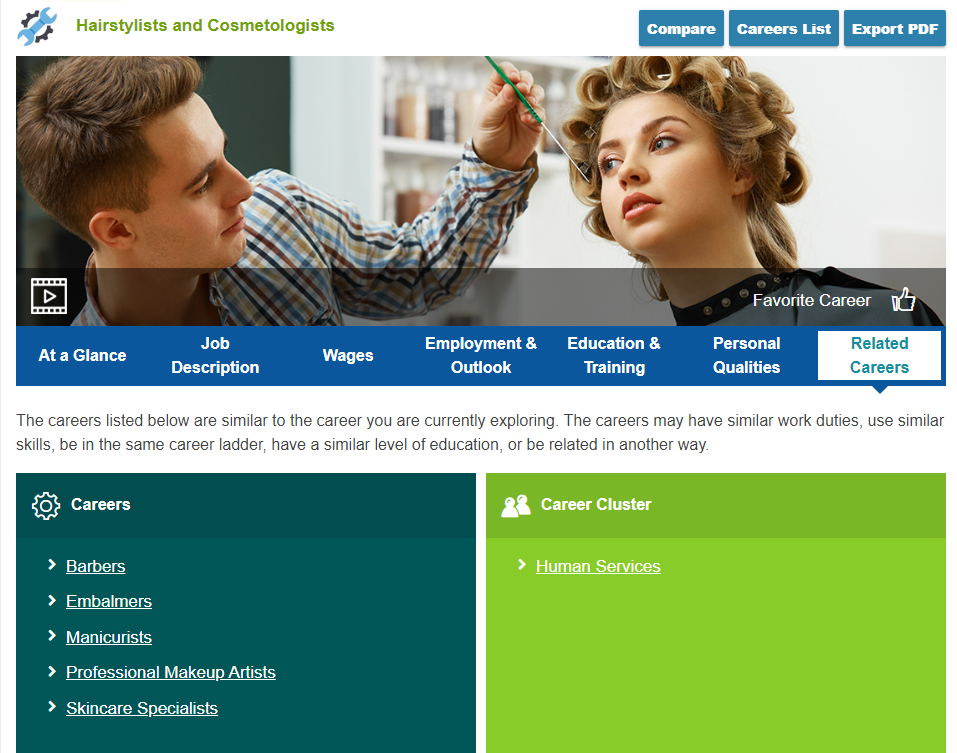 Hairstylists and Cosmetologists
Compare
Careers List
Export PDF
Favorite Career
At a Glance
Job
Description
Wages
Employment &
Outlook
Education &
Training
Personal
Qualities
Related
Careers
The careers listed below are similar to the career you are currently exploring. The careers may have similar work duties, use similar
skills, be in the same career ladder, have a similar level of education, or be related in another way.
Careers
Barbers
Embalmers
Manicurists
Professional Makeup Artists
Skincare Specialists
Career Cluster
Human Services